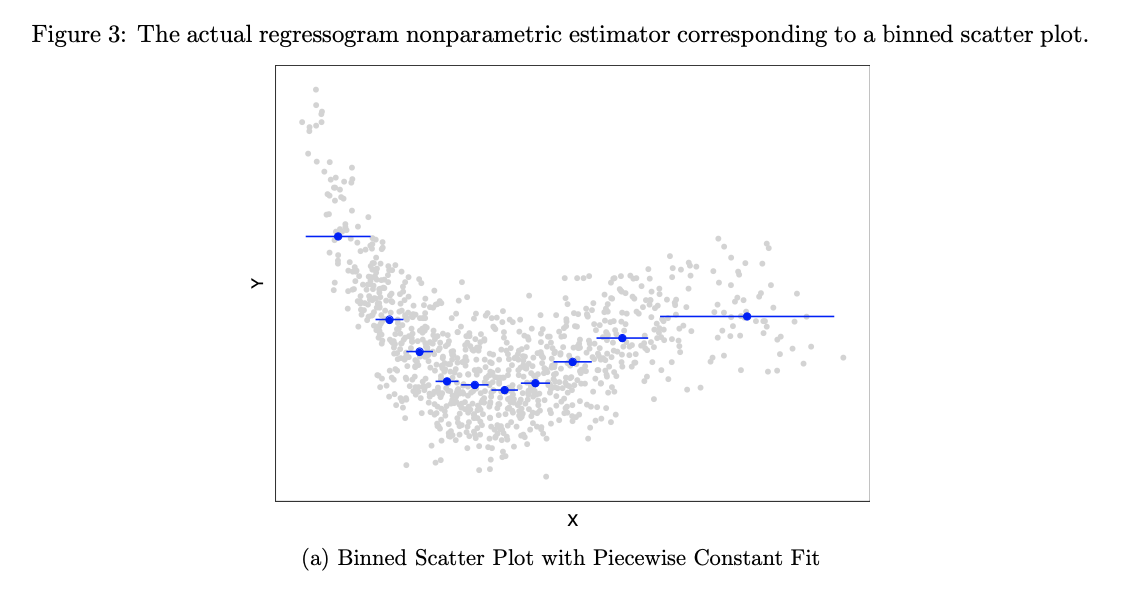 Figure 3: The actual regressogram nonparametric estimator corresponding to a binned scatter plot.
Y
X
(a) Binned Scatter Plot with Piecewise Constant Fit